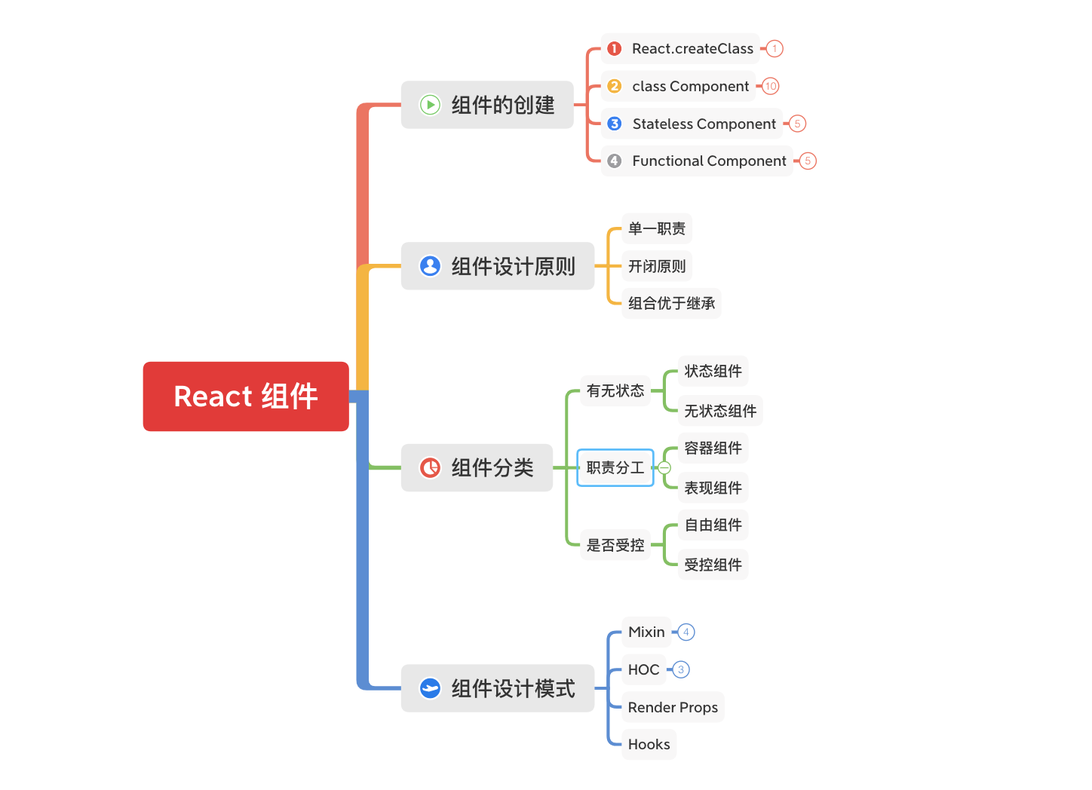 React 组件
组件的创建
1 React.createClass 1
2 class Component 10
3 Stateless Component 5
4 Functional Component 5
组件设计原则
单一职责
开闭原则
组合优于继承
组件分类
有无状态
状态组件
无状态组件
职责分工
容器组件
表现组件
是否受控
自由组件
受控组件
组件设计模式
Mixin 4
HOC 3
Render Props
Hooks